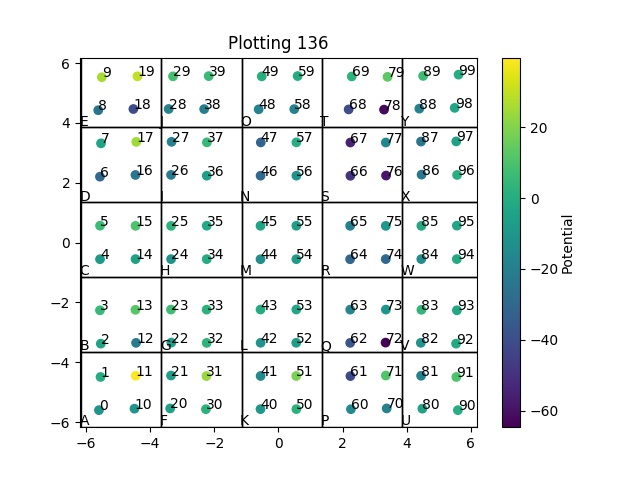 Plotting 136
6 9 19 29 39 49 59 69 79 89 99
8 18 28 38 48 58 68 78 88 98
4 E J O T Y
7 17 27 37 47 57 67 77 87 97
6 16 26 36 46 56 66 76 86 96
2 D I N S X
5 15 25 35 45 55 65 75 85 95
0 4 14 24 34 44 54 64 74 84 94
C H M R W
−2 3 13 23 33 43 53 63 73 83 93
2 12 22 32 42 52 62 72 82 92
B G L Q V
−4 1 11 21 31 41 51 61 71 81 91
0 10 20 30 40 50 60 70 80 90
−6 A F K P U
−6 −4 −2 0 2 4 6
20
0
−20
−40
−60
Potential